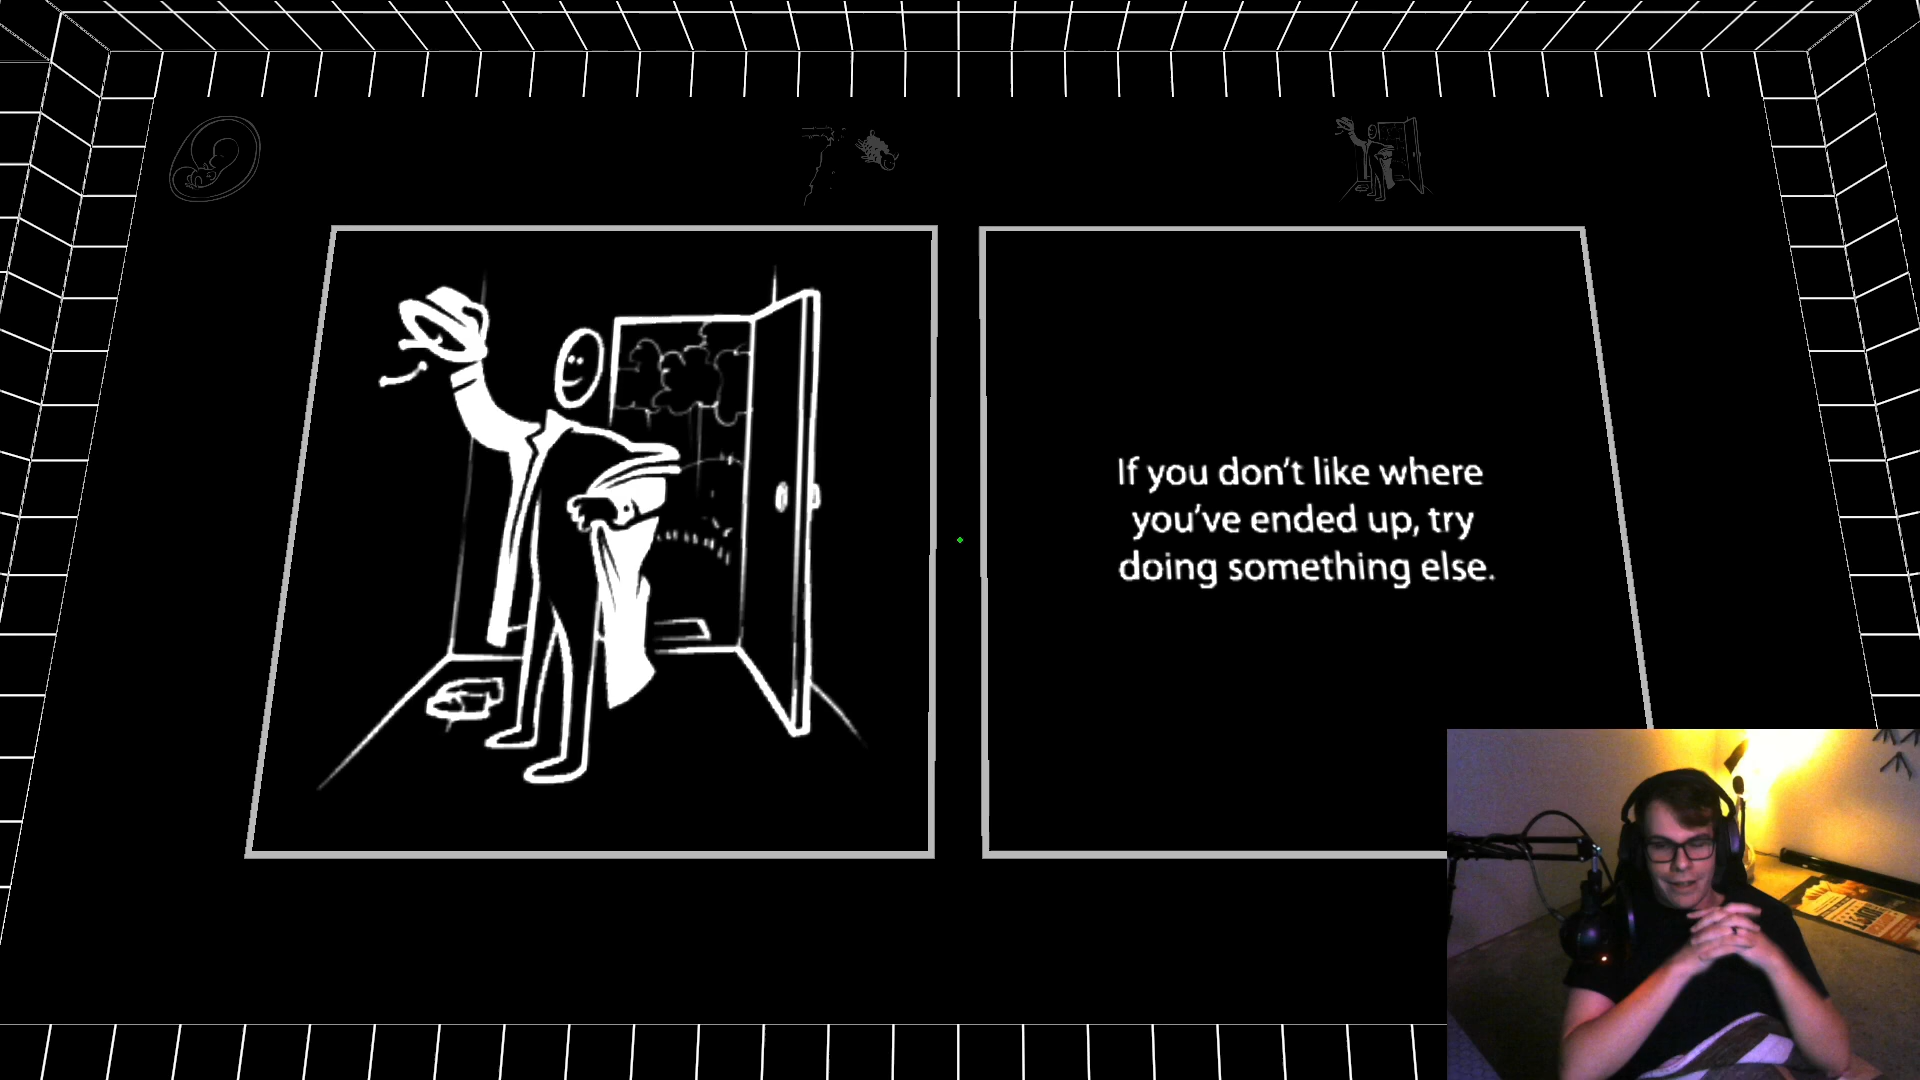 If you don't like where
you've ended up, try
doing something else.